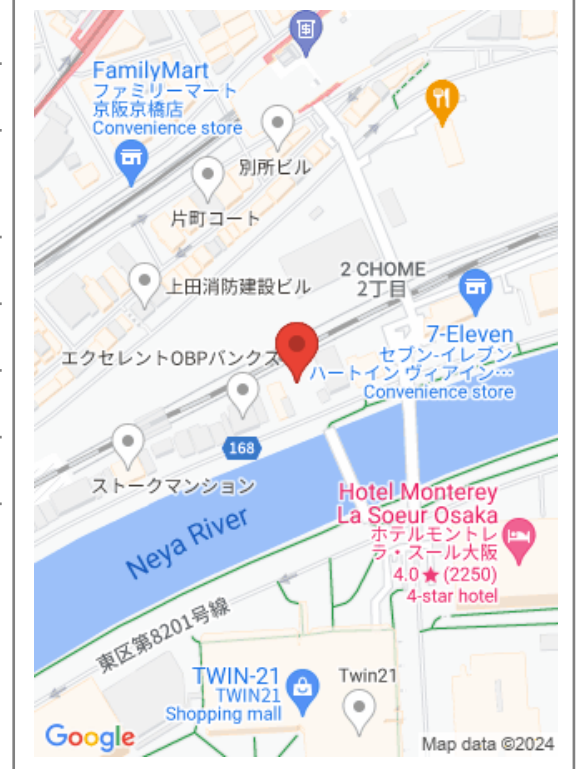 FamilyMart
ファミリーマート
京阪京橋店
Convenience store
別所ビル
片町コート
2 CHOME
2丁目
上田消防建設ビル
7-Eleven
セブン-イレブン
ハートイン ヴィアイン…
Convenience store
エクセレントOBPバンクス
168
ストークマンション
Neya River
Hotel Monterey
La Soeur Osaka
ホテルモントレ
ラ・スール大阪
4.0★(2250)
4-star hotel
東区第8201号線
TWIN-21
TWIN21
Shopping mall
Twin21
Google
Map data ©2024